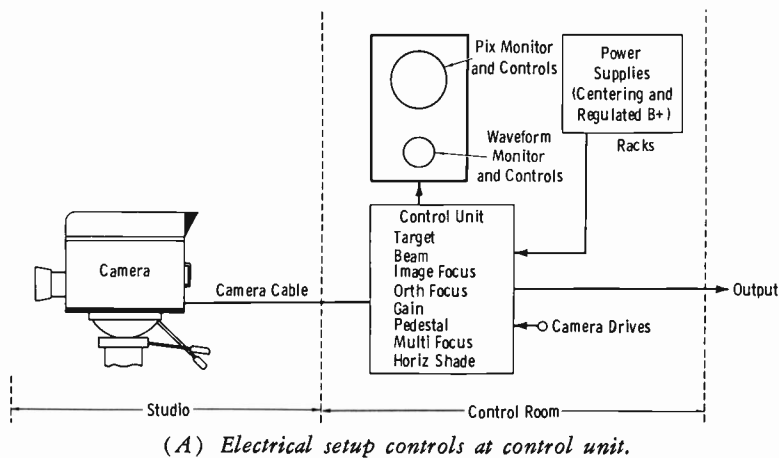 Pix Monitor
and Controls
Waveform
Monitor
and Controls
Power
Supplies
(Centering and
Regulated B+)
Racks
Camera
Camera Cable
Control Unit
Target
Beam
Image Focus
Orth Focus
Gain
Pedestal
Multi Focus
Horiz Shade
Output
Camera Drives
Studio
Control Room
(A) Electrical setup controls at control unit.